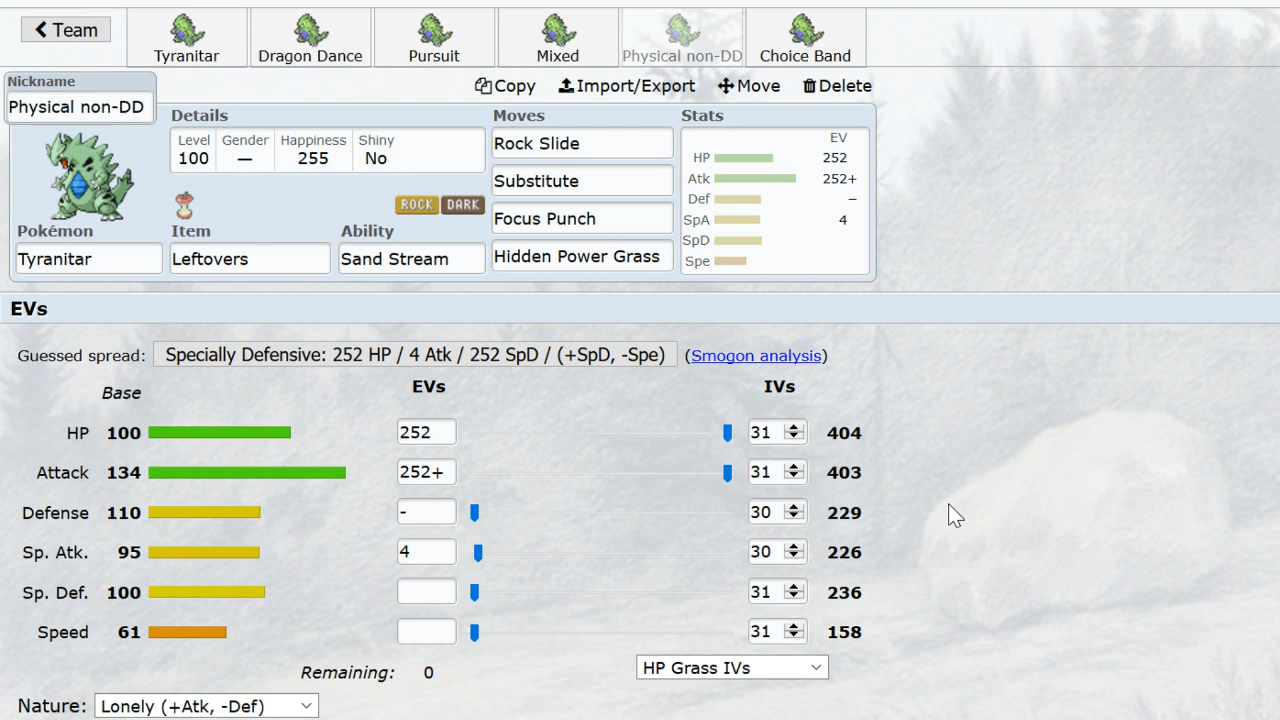 Team
Tyranitar
Dragon Dance
Pursuit
Mixed
Physical non-DD
Choice Band
Nickname
Physical non-DD
Copy
Import/Export
Move
Delete
Details
Level
100
Gender
—
Happiness
255
Shiny
No
ROCK DARK
Pokémon
Tyranitar
Item
Leftovers
Ability
Sand Stream
Moves
Rock Slide
Substitute
Focus Punch
Hidden Power Grass
Stats
EV
HP 252
Atk 252+
Def –
SpA 4
SpD
Spe
EVs
Guessed spread: Specially Defensive: 252 HP / 4 Atk / 252 SpD / (+SpD, -Spe) (Smogon analysis)
Base EVs IVs
HP 100 252 31 404
Attack 134 252+ 31 403
Defense 110 - 30 229
Sp. Atk. 95 4 30 226
Sp. Def. 100 31 236
Speed 61 31 158
Remaining: 0 HP Grass IVs
Nature: Lonely (+Atk, -Def)